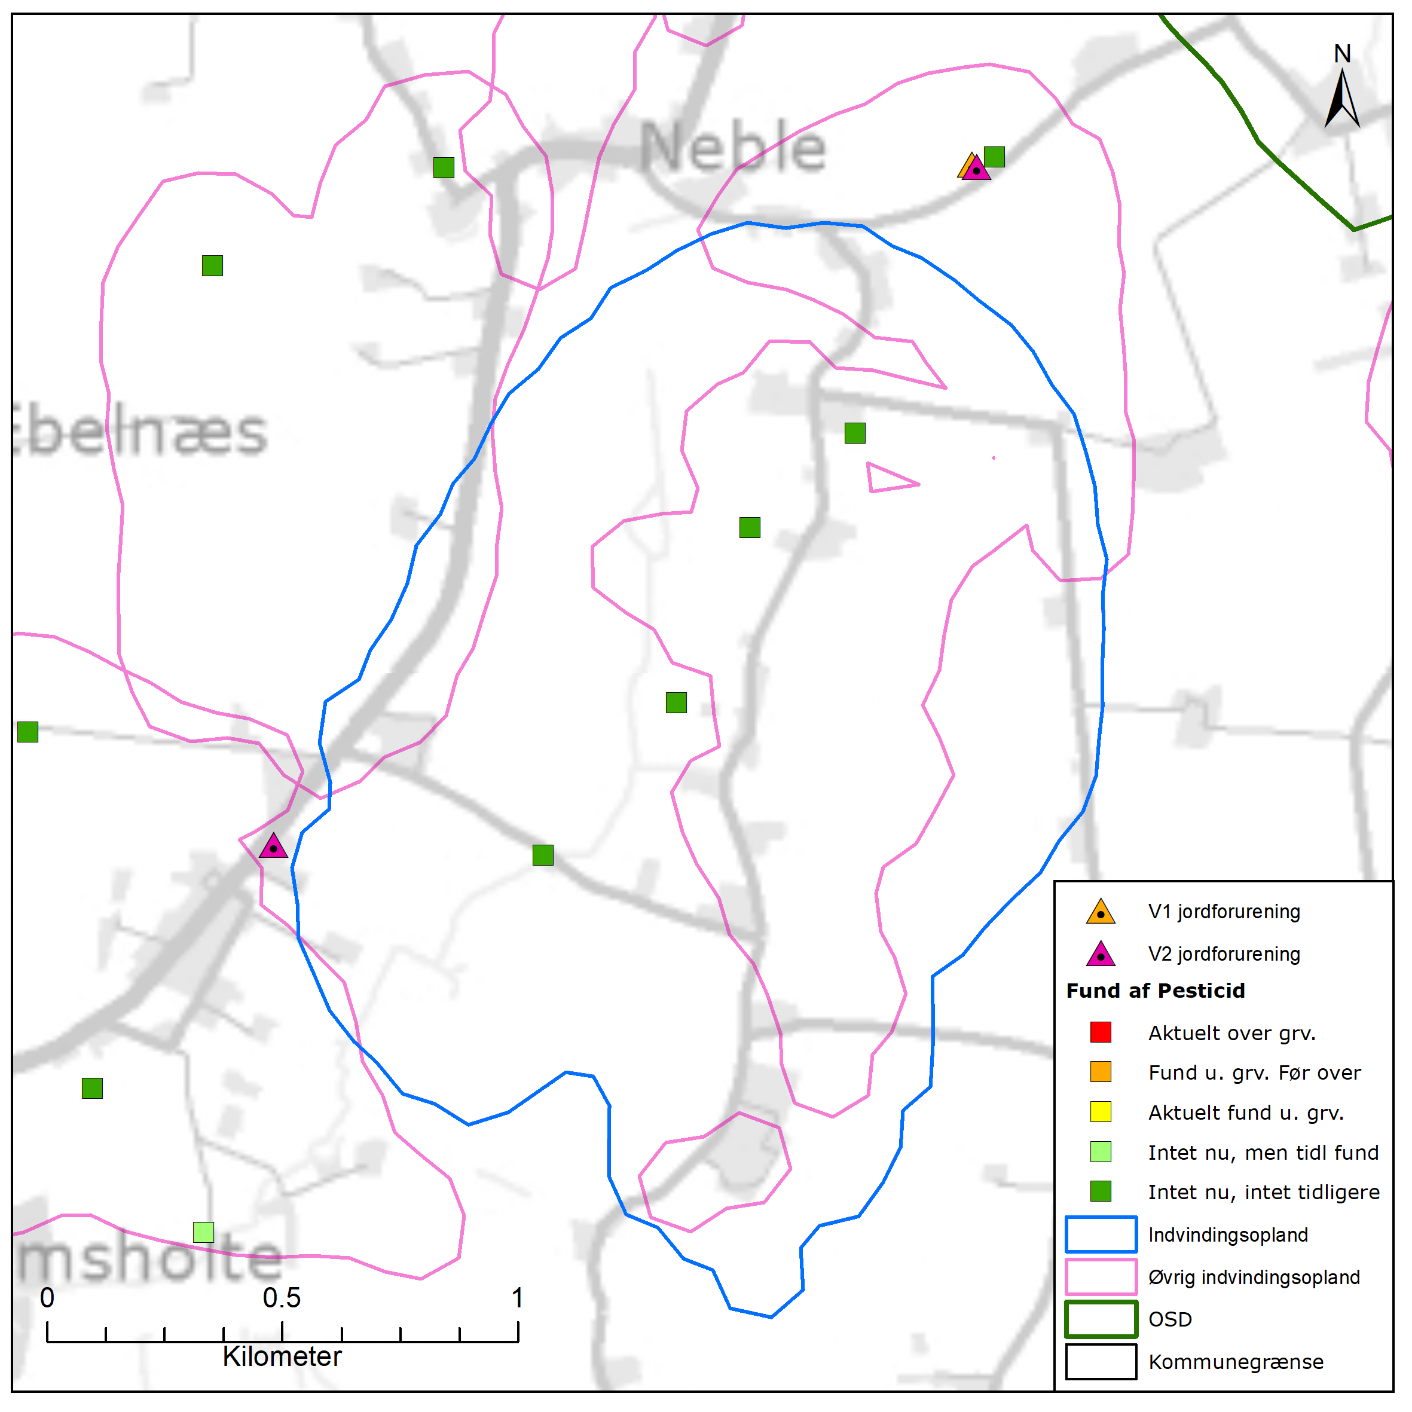 N
Neble
Ebelnæs
msholte
0 0.5 1
Kilometer
V1 jordforurening
V2 jordforurening
Fund af Pesticid
Aktuelt over grv.
Fund u. grv. Før over
Aktuelt fund u. grv.
Intet nu, men tidl fund
Intet nu, intet tidligere
Indvindingsopland
Øvrig indvindingsopland
OSD
Kommunegrænse